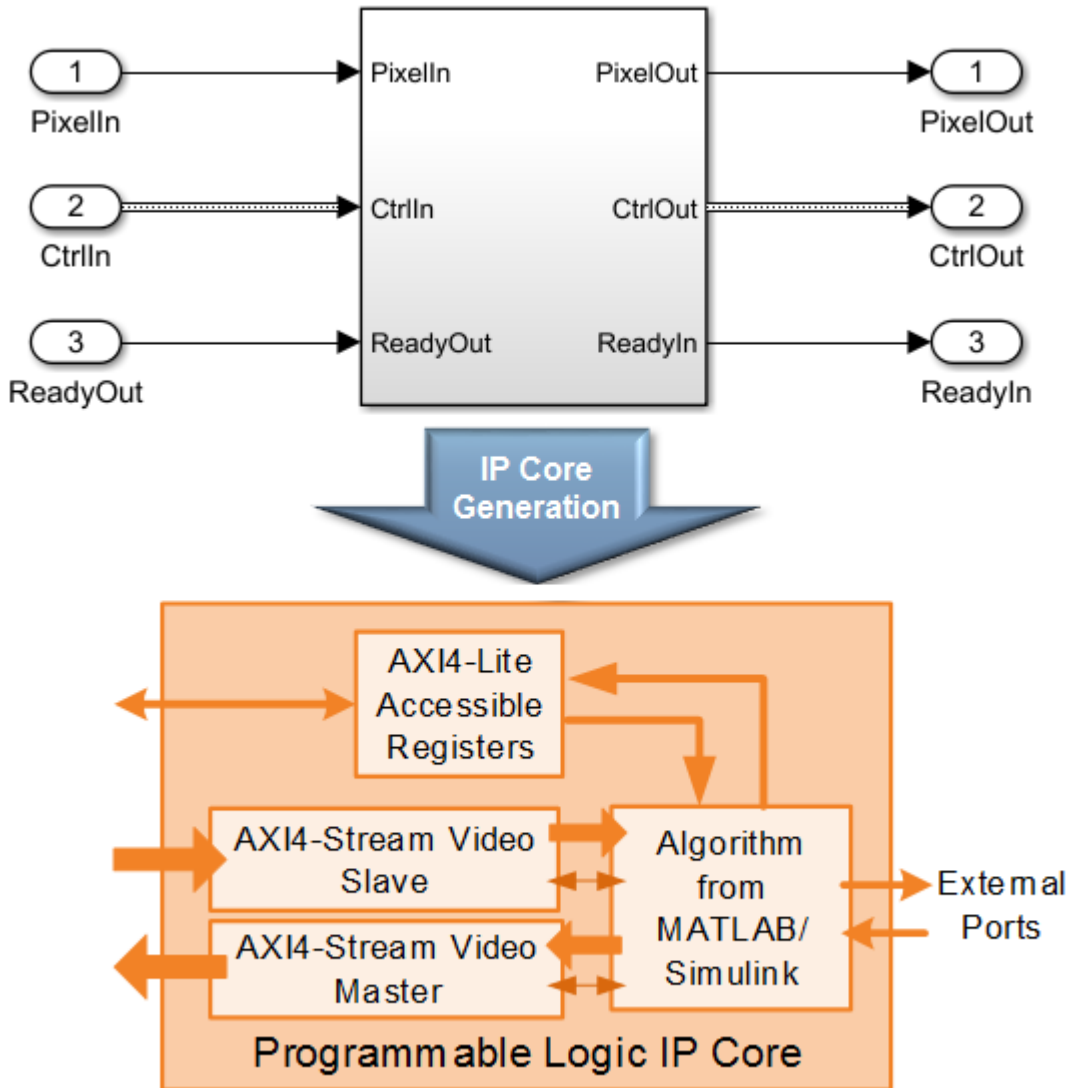 1
PixelIn
PixelIn
PixelOut
1
PixelOut
2
CtrlIn
CtrlIn
CtrlOut
2
CtrlOut
3
ReadyOut
ReadyOut
ReadyIn
3
ReadyIn
IP Core
Generation
AXI4-Lite
Accessible
Registers
AXI4-Stream Video
Slave
AXI4-Stream Video
Master
Algorithm
from
MATLAB/
Simulink
External
Ports
Programmable Logic IP Core